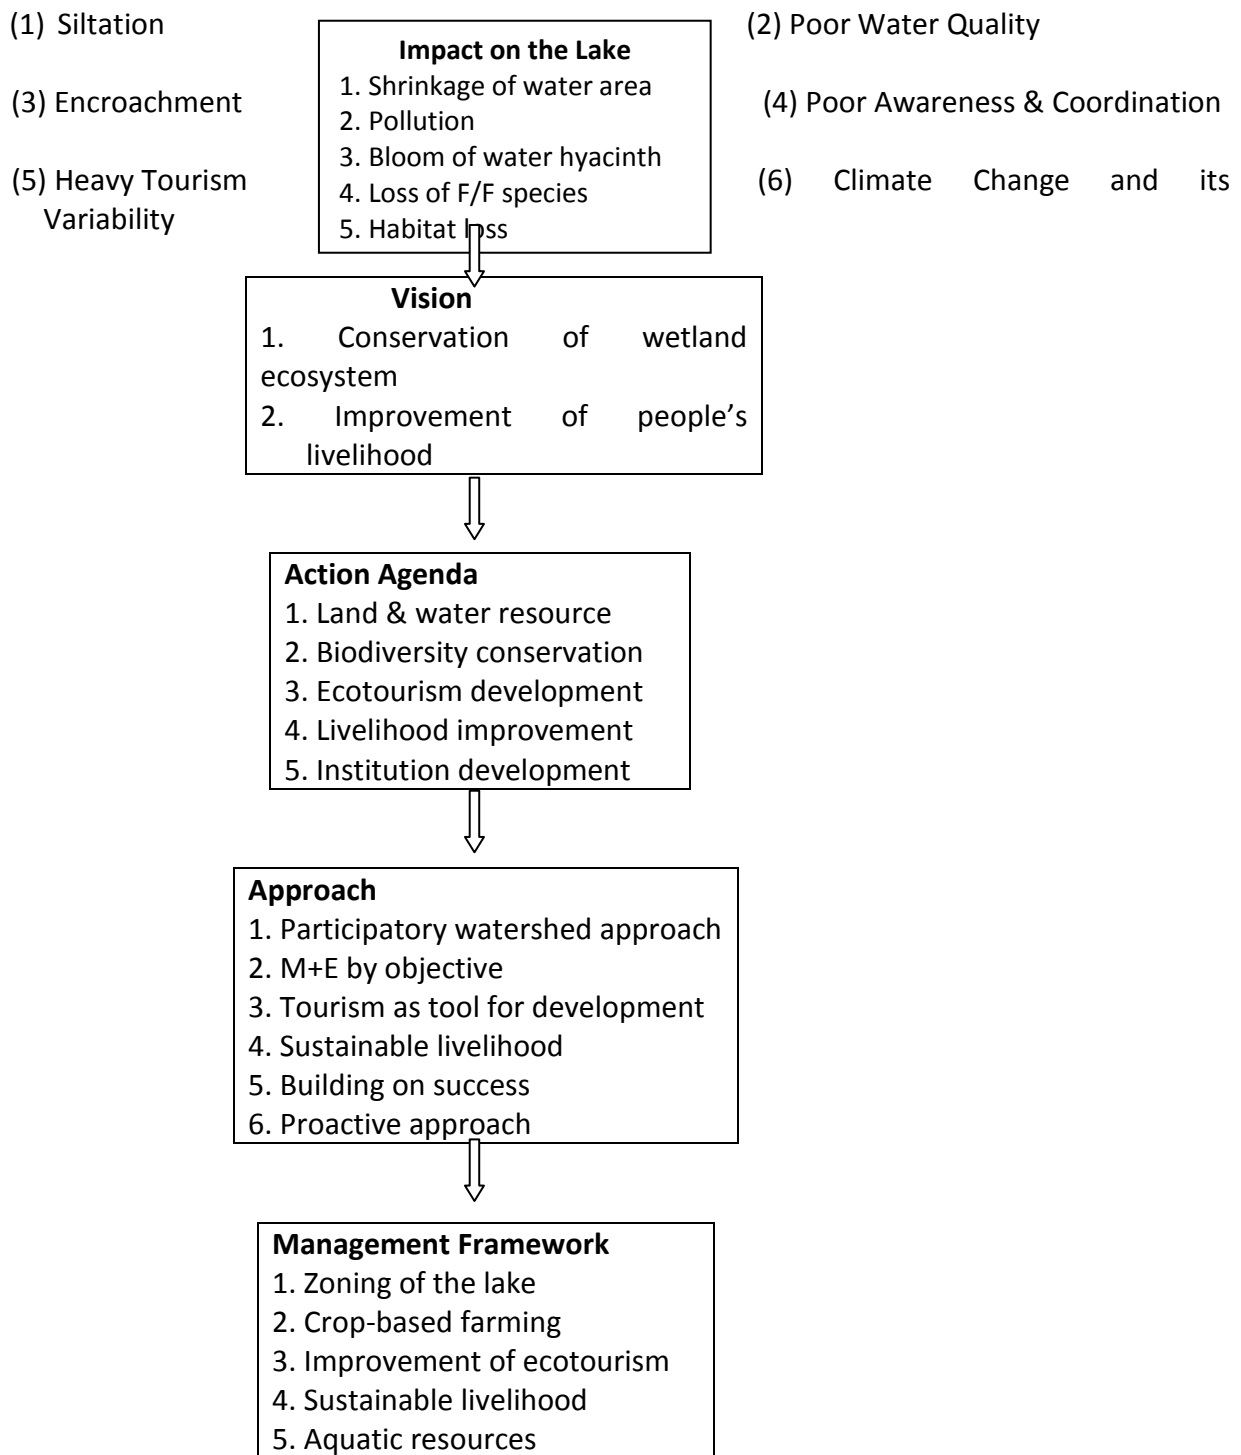 (1) Siltation
(2) Poor Water Quality
(3) Encroachment
(4) Poor Awareness & Coordination
(5) Heavy Tourism
(6) Climate Change and its
Variability
Impact on the Lake
1. Shrinkage of water area
2. Pollution
3. Bloom of water hyacinth
4. Loss of F/F species
5. Habitat loss
Vision
1. Conservation of wetland
ecosystem
2. Improvement of people’s
livelihood
Action Agenda
1. Land & water resource
2. Biodiversity conservation
3. Ecotourism development
4. Livelihood improvement
5. Institution development
Approach
1. Participatory watershed approach
2. M+E by objective
3. Tourism as tool for development
4. Sustainable livelihood
5. Building on success
6. Proactive approach
Management Framework
1. Zoning of the lake
2. Crop-based farming
3. Improvement of ecotourism
4. Sustainable livelihood
5. Aquatic resources